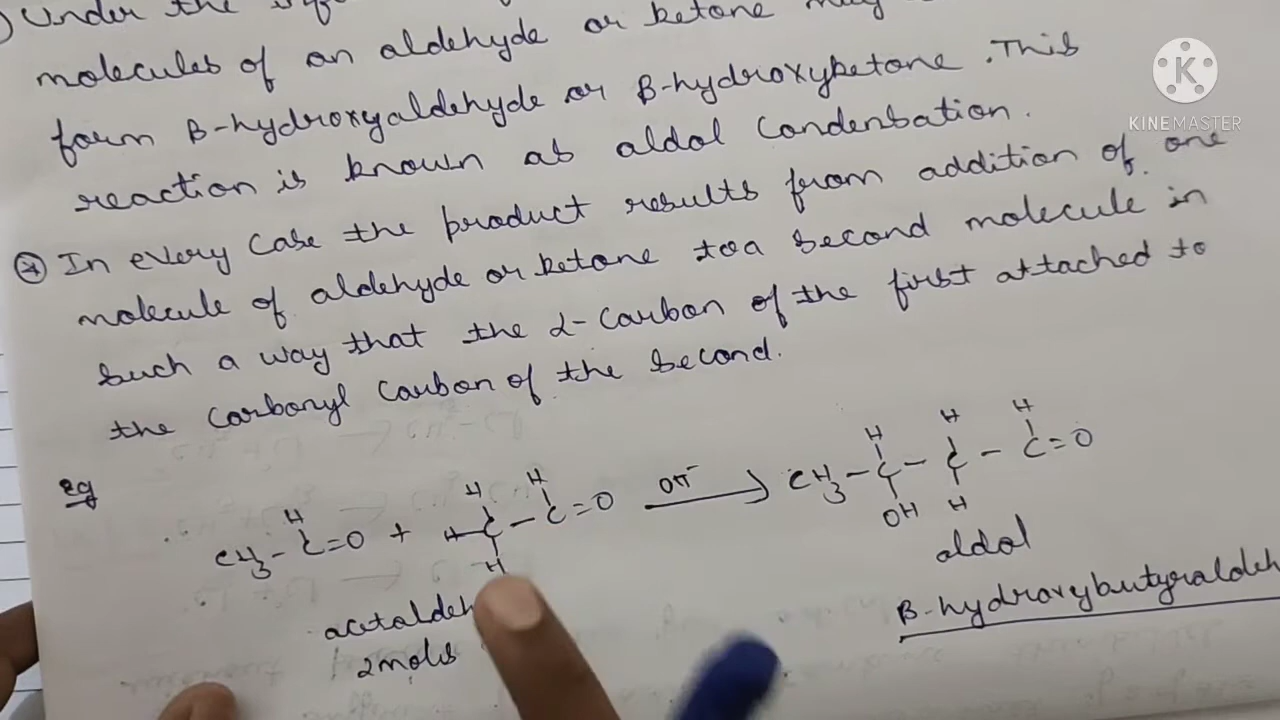 Under the
molecules of an aldehyde or ketone may
form β-hydroxyaldehyde or β-hydroxyketone. This
reaction is known as aldol condensation.
In every case the product results from addition of one
molecule of aldehyde or ketone to a second molecule in
such a way that the α-carbon of the first attached to
the carbonyl carbon of the second.
eg
CH3-C=O + H-C-C=O OH- → CH3-C-C-C=O
H H H H H H
H OH H
acetaldeh aldol
2mols β-hydroxybutyraldeh
K
KINEMASTER